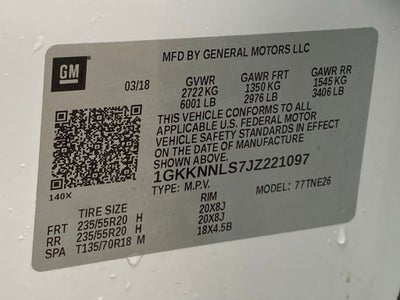 MFD BY GENERAL MOTORS LLC
GM
03/18 GVWR GAWR FRT GAWR RR
2722 KG 1350 KG 1545 KG
6001 LB 2976 LB 3406 LB
THIS VEHICLE CONFORMS TO ALL
APPLICABLE U.S. FEDERAL MOTOR
VEHICLE SAFETY STANDARDS IN EFFECT
ON THE DATE OF MANUFACTURE
SHOWN ABOVE.
1GKKNNLS7JZ221097
140X TYPE: M.P.V. MODEL: 77TNE26
TIRE SIZE RIM
FRT 235/55R20 H 20X8J
RR 235/55R20 H 20X8J
SPA T135/70R18 M 18X4.5B